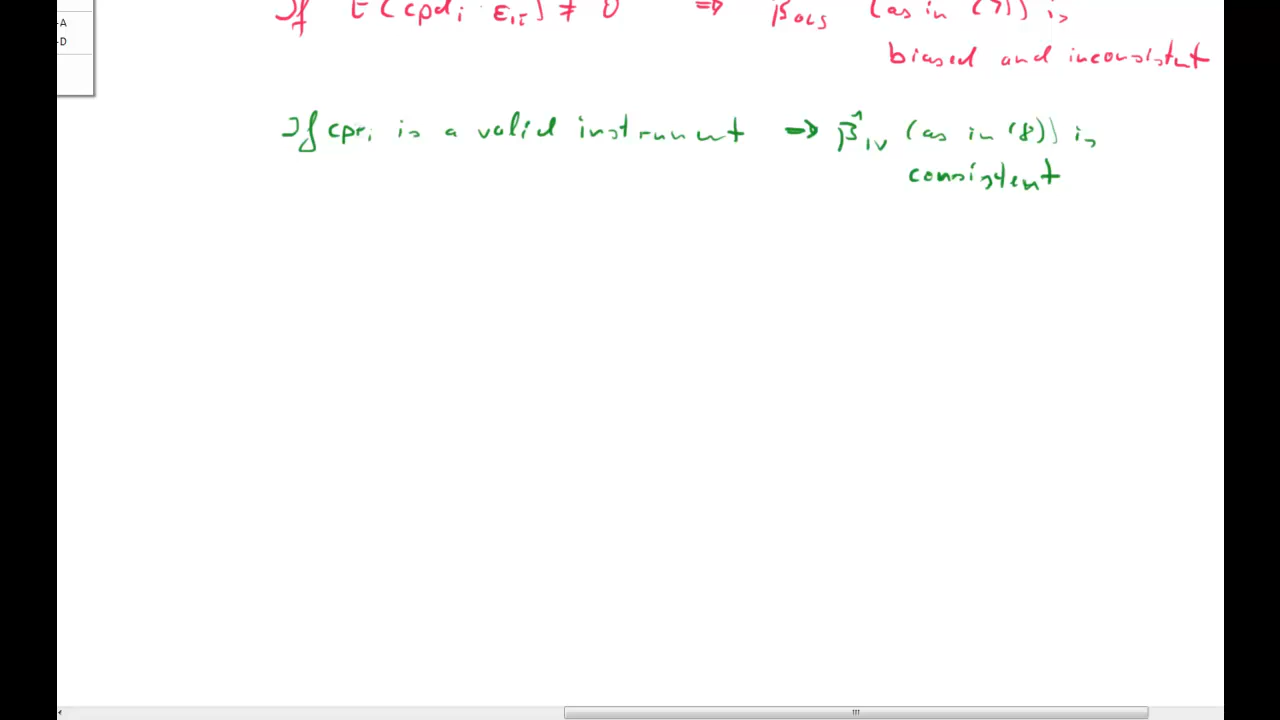 -A
-D
If E(cpd_i ε_it) ≠ 0 ⇒ β_OLS (as in (7)) is
biased and inconsistent
If cpr_i is a valid instrument → β̂_IV (as in (8)) is
consistent